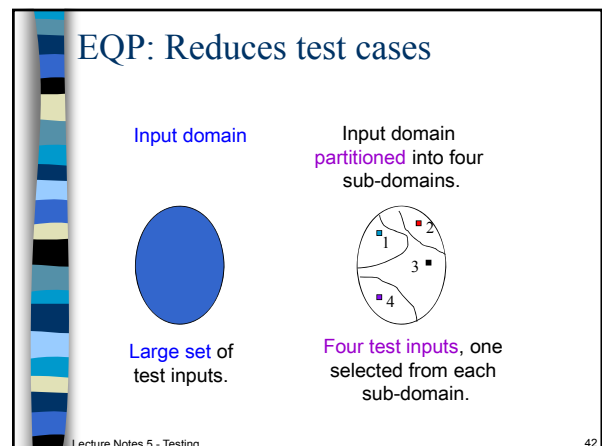 EQP: Reduces test cases
Input domain
Input domain
partitioned into four
sub-domains.
1
2
3
4
Large set of
test inputs.
Four test inputs, one
selected from each
sub-domain.
Lecture Notes 5 - Testing
42